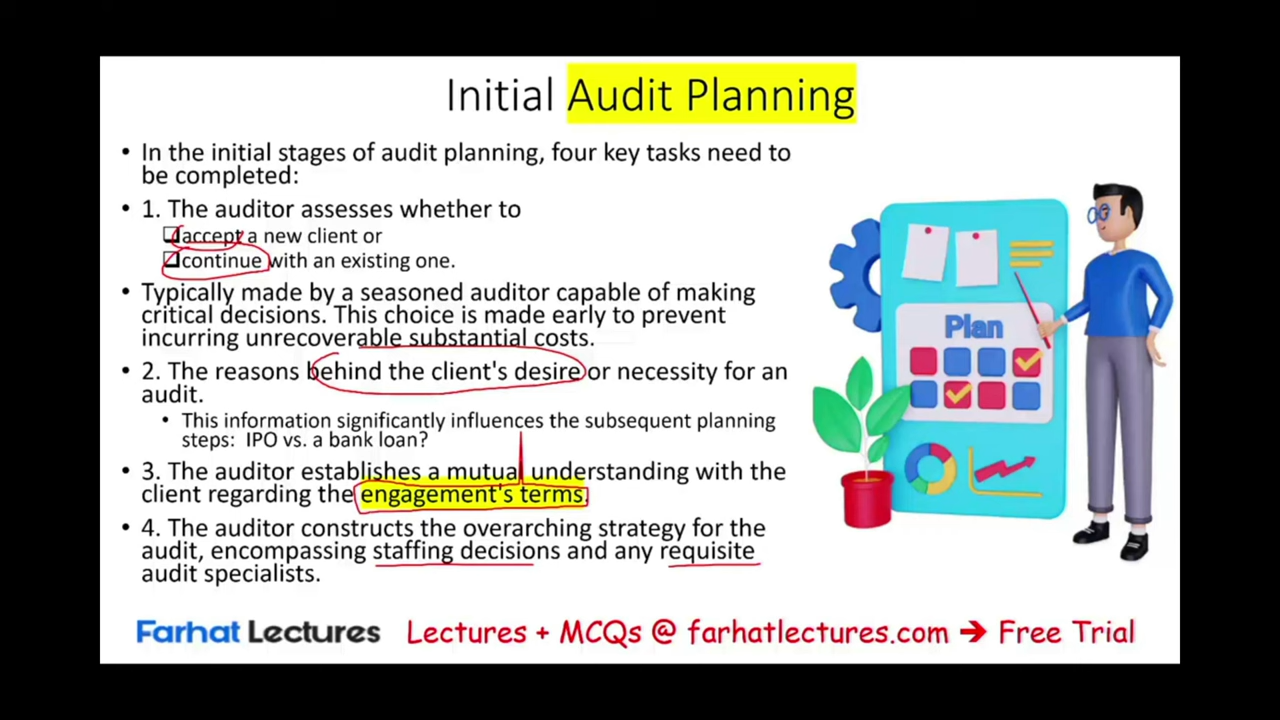 Initial Audit Planning
• In the initial stages of audit planning, four key tasks need to
be completed:
• 1. The auditor assesses whether to
❑accept a new client or
❑continue with an existing one.
• Typically made by a seasoned auditor capable of making
critical decisions. This choice is made early to prevent
incurring unrecoverable substantial costs.
• 2. The reasons behind the client's desire or necessity for an
audit.
• This information significantly influences the subsequent planning
steps: IPO vs. a bank loan?
• 3. The auditor establishes a mutual understanding with the
client regarding the engagement's terms.
• 4. The auditor constructs the overarching strategy for the
audit, encompassing staffing decisions and any requisite
audit specialists.
Plan
Farhat Lectures Lectures + MCQs @ farhatlectures.com → Free Trial